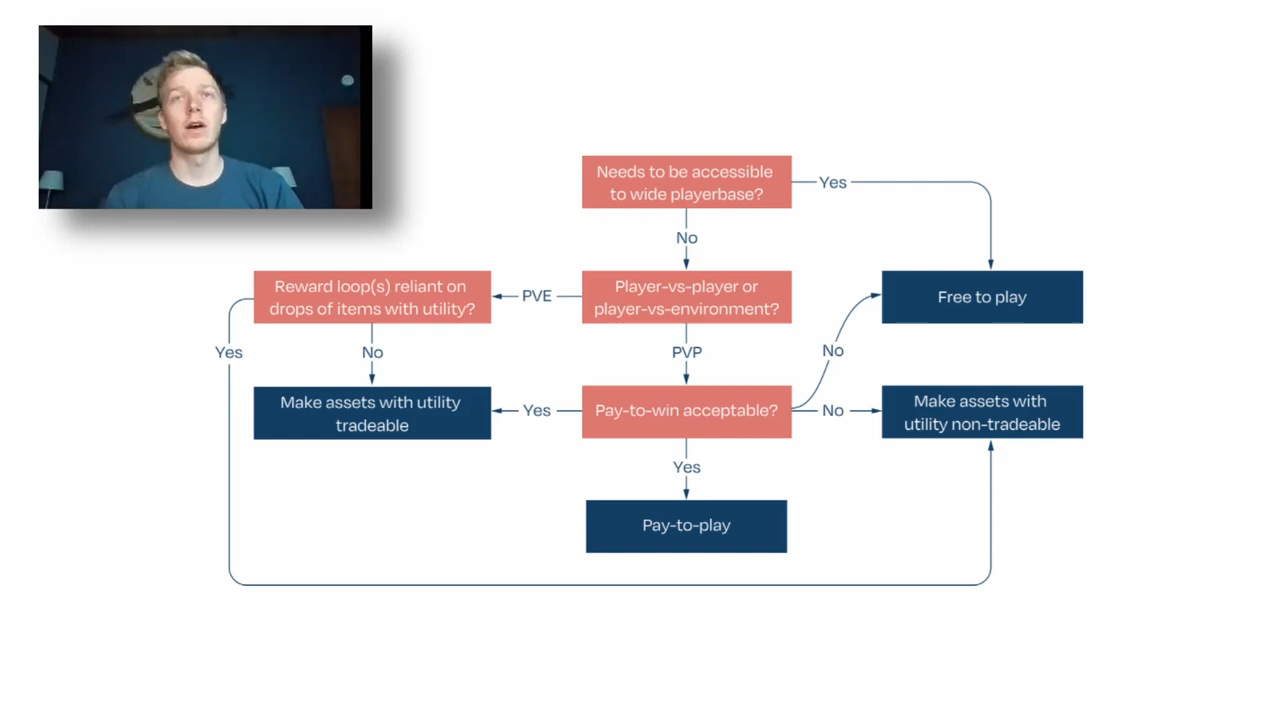 Needs to be accessible
to wide playerbase?
Yes
No
Reward loop(s) reliant on
drops of items with utility?
PVE
Player-vs-player or
player-vs-environment?
Free to play
Yes
No
PVP
No
Make assets with utility
tradeable
Yes
Pay-to-win acceptable?
No
Make assets with
utility non-tradeable
Yes
Pay-to-play